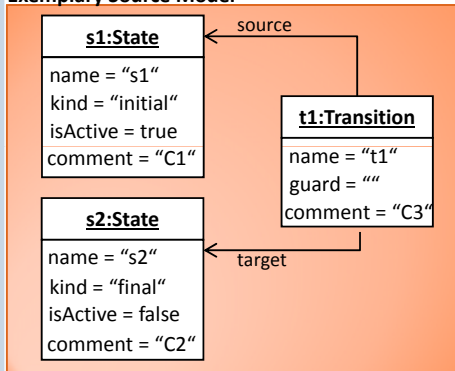 Exemplary Source Model
s1:State
name = “s1“
kind = “initial“
isActive = true
comment = “C1“
source
t1:Transition
name = “t1“
guard = ““
comment = “C3“
s2:State
name = “s2“
kind = “final“
isActive = false
comment = “C2“
target